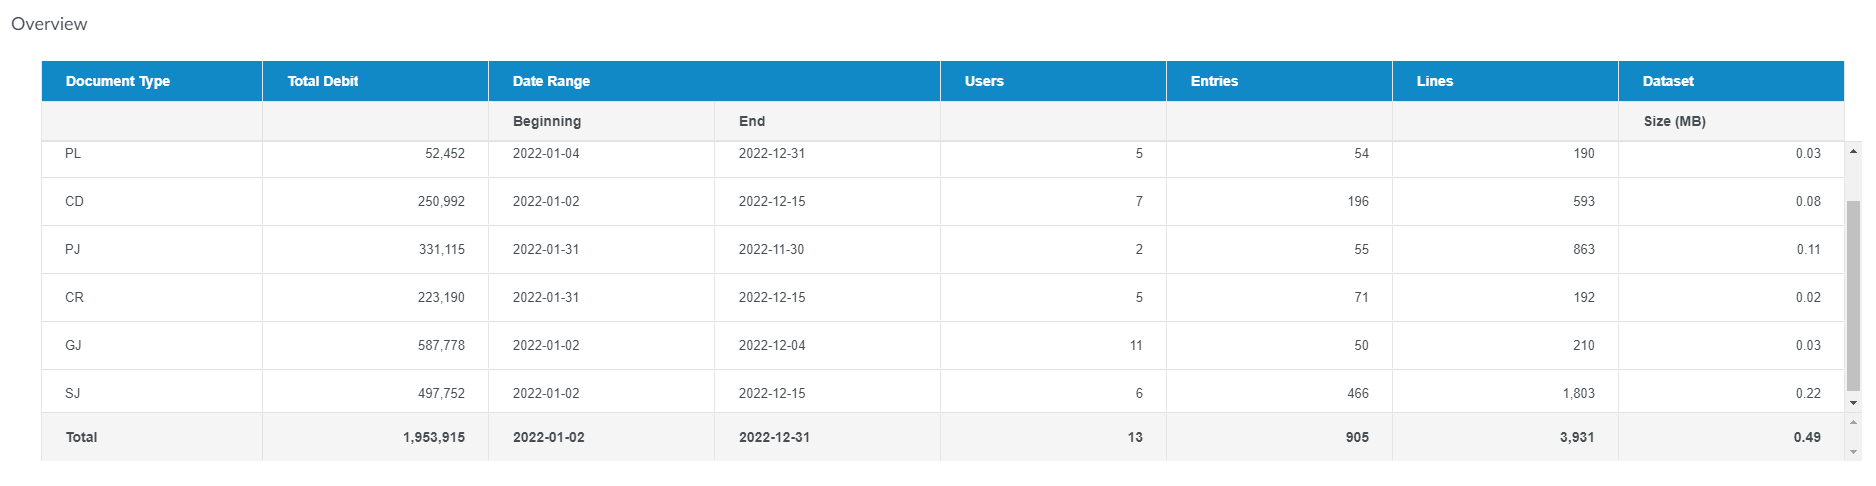 Overview
Document Type Total Debit Date Range Users Entries Lines Dataset
Beginning End Size (MB)
PL 52,452 2022-01-04 2022-12-31 5 54 190 0.03
CD 250,992 2022-01-02 2022-12-15 7 196 593 0.08
PJ 331,115 2022-01-31 2022-11-30 2 55 863 0.11
CR 223,190 2022-01-31 2022-12-15 5 71 192 0.02
GJ 587,778 2022-01-02 2022-12-04 11 50 210 0.03
SJ 497,752 2022-01-02 2022-12-15 6 466 1,803 0.22
Total 1,953,915 2022-01-02 2022-12-31 13 905 3,931 0.49